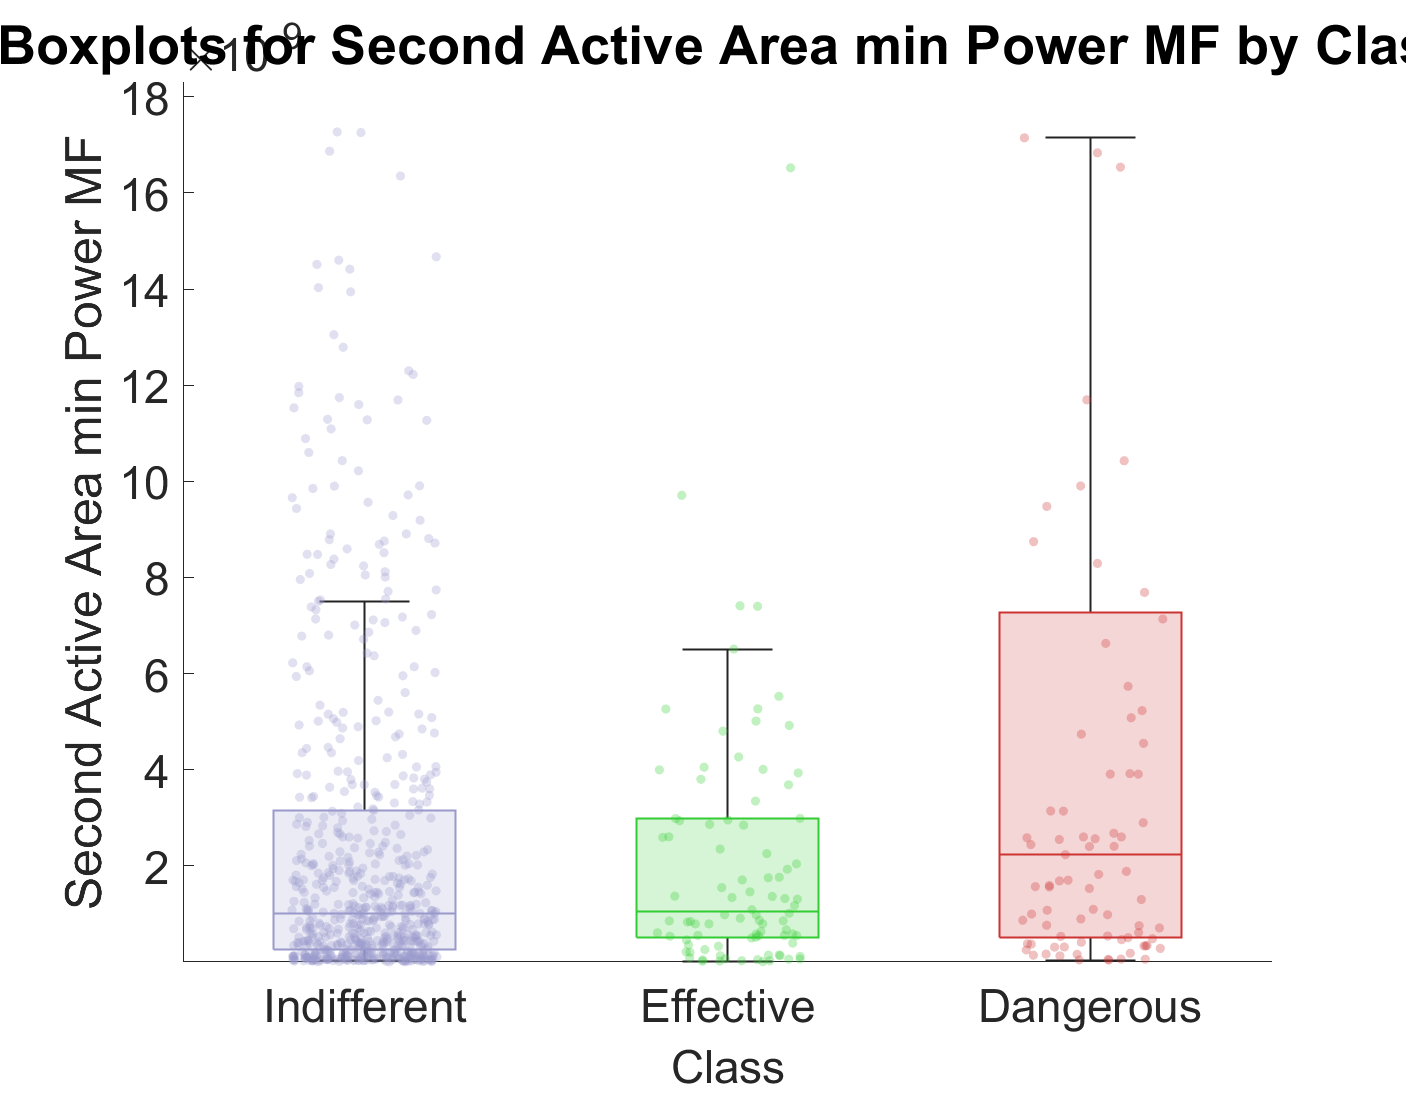 Boxplots for Second Active Area min Power MF by Clas
×10
9
18
16
14
12
10
8
6
4
2
Second Active Area min Power MF
Indifferent Effective Dangerous
Class